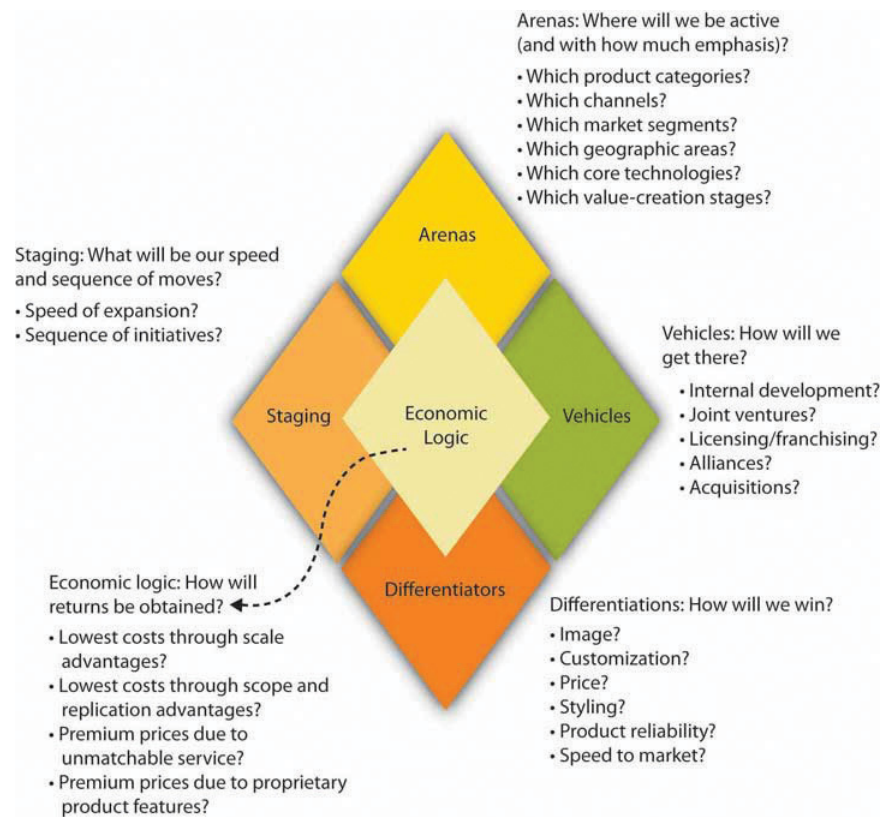 Arenas: Where will we be active
(and with how much emphasis)?
• Which product categories?
• Which channels?
• Which market segments?
• Which geographic areas?
• Which core technologies?
• Which value-creation stages?
Arenas
Staging: What will be our speed
and sequence of moves?
• Speed of expansion?
• Sequence of initiatives?
Vehicles: How will we
get there?
• Internal development?
• Joint ventures?
• Licensing/franchising?
• Alliances?
• Acquisitions?
Staging
Economic
Logic
Vehicles
Economic logic: How will
returns be obtained?
• Lowest costs through scale
advantages?
• Lowest costs through scope and
replication advantages?
• Premium prices due to
unmatchable service?
• Premium prices due to proprietary
product features?
Differentiators
Differentiations: How will we win?
• Image?
• Customization?
• Price?
• Styling?
• Product reliability?
• Speed to market?